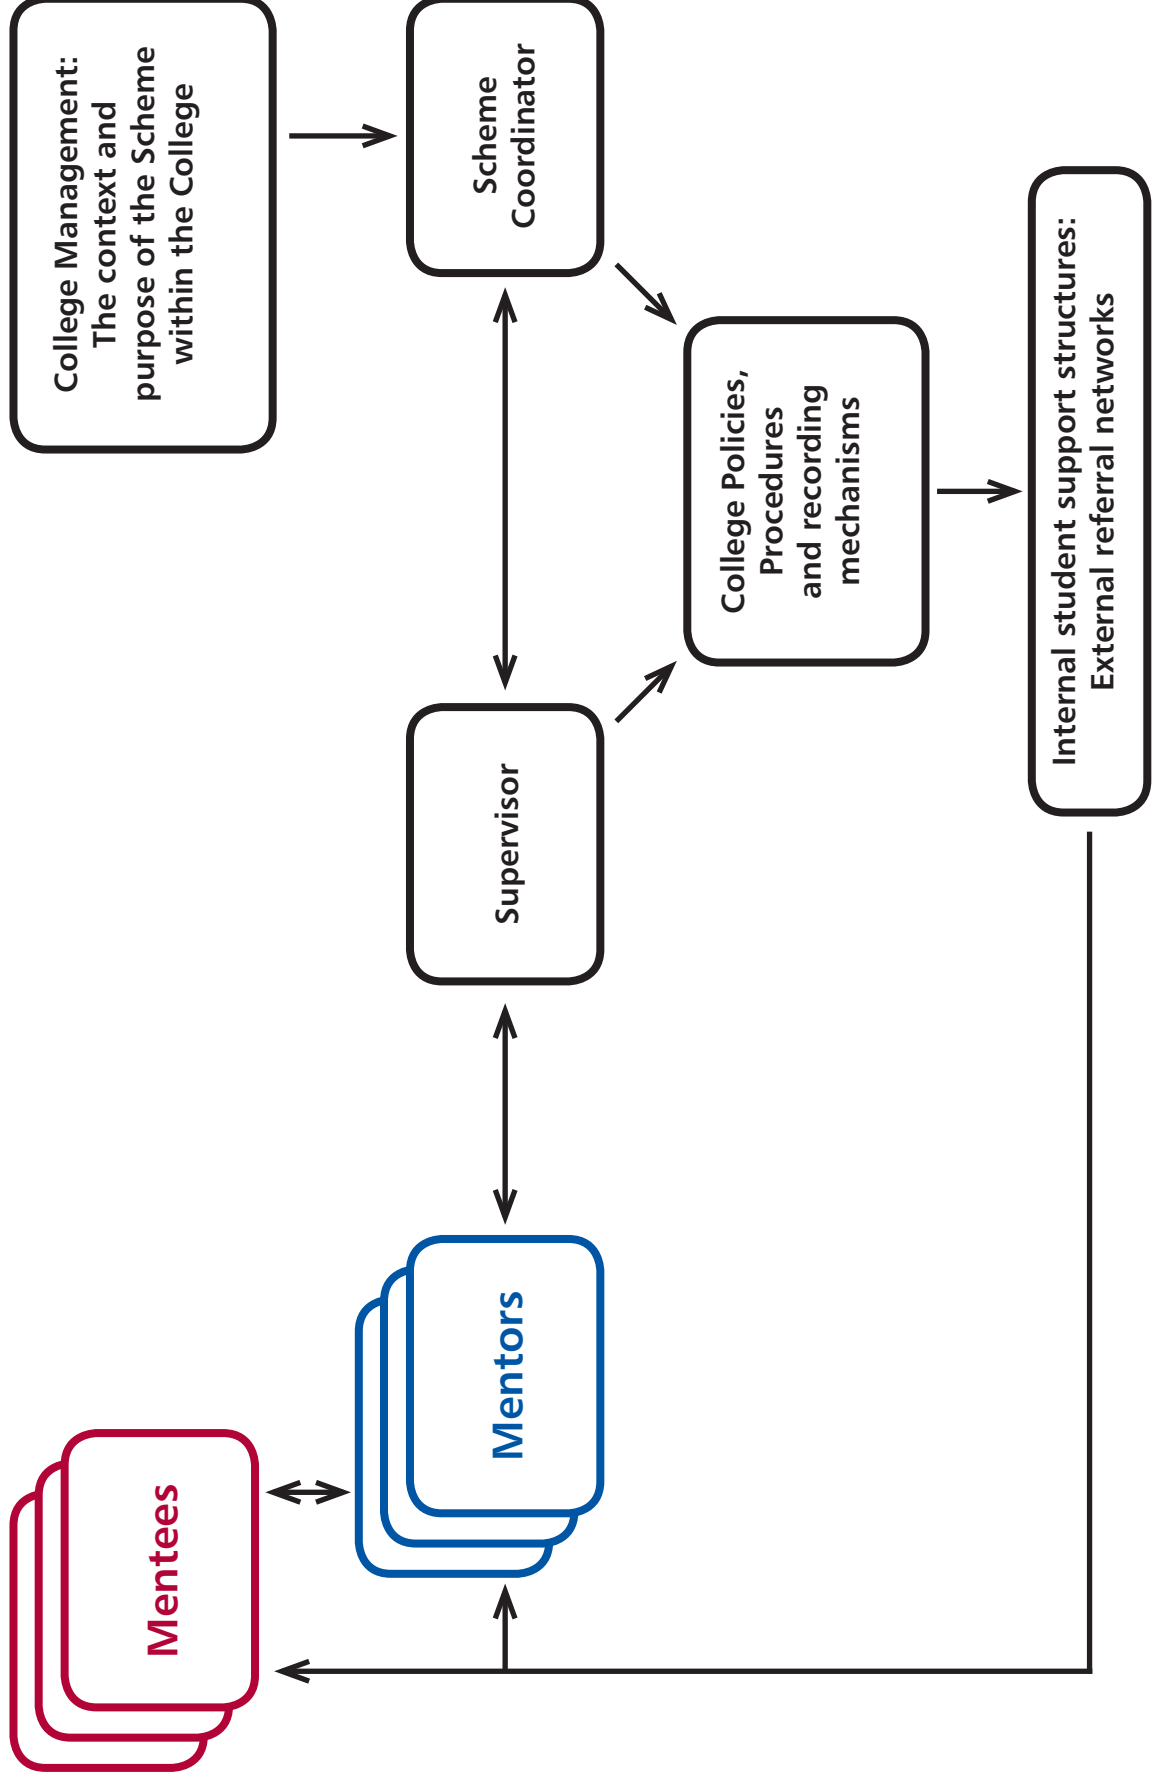 College Management:
The context and
purpose of the Scheme
within the College
Scheme
Coordinator
Supervisor
Mentors
Mentees
College Policies,
Procedures
and recording
mechanisms
Internal student support structures:
External referral networks